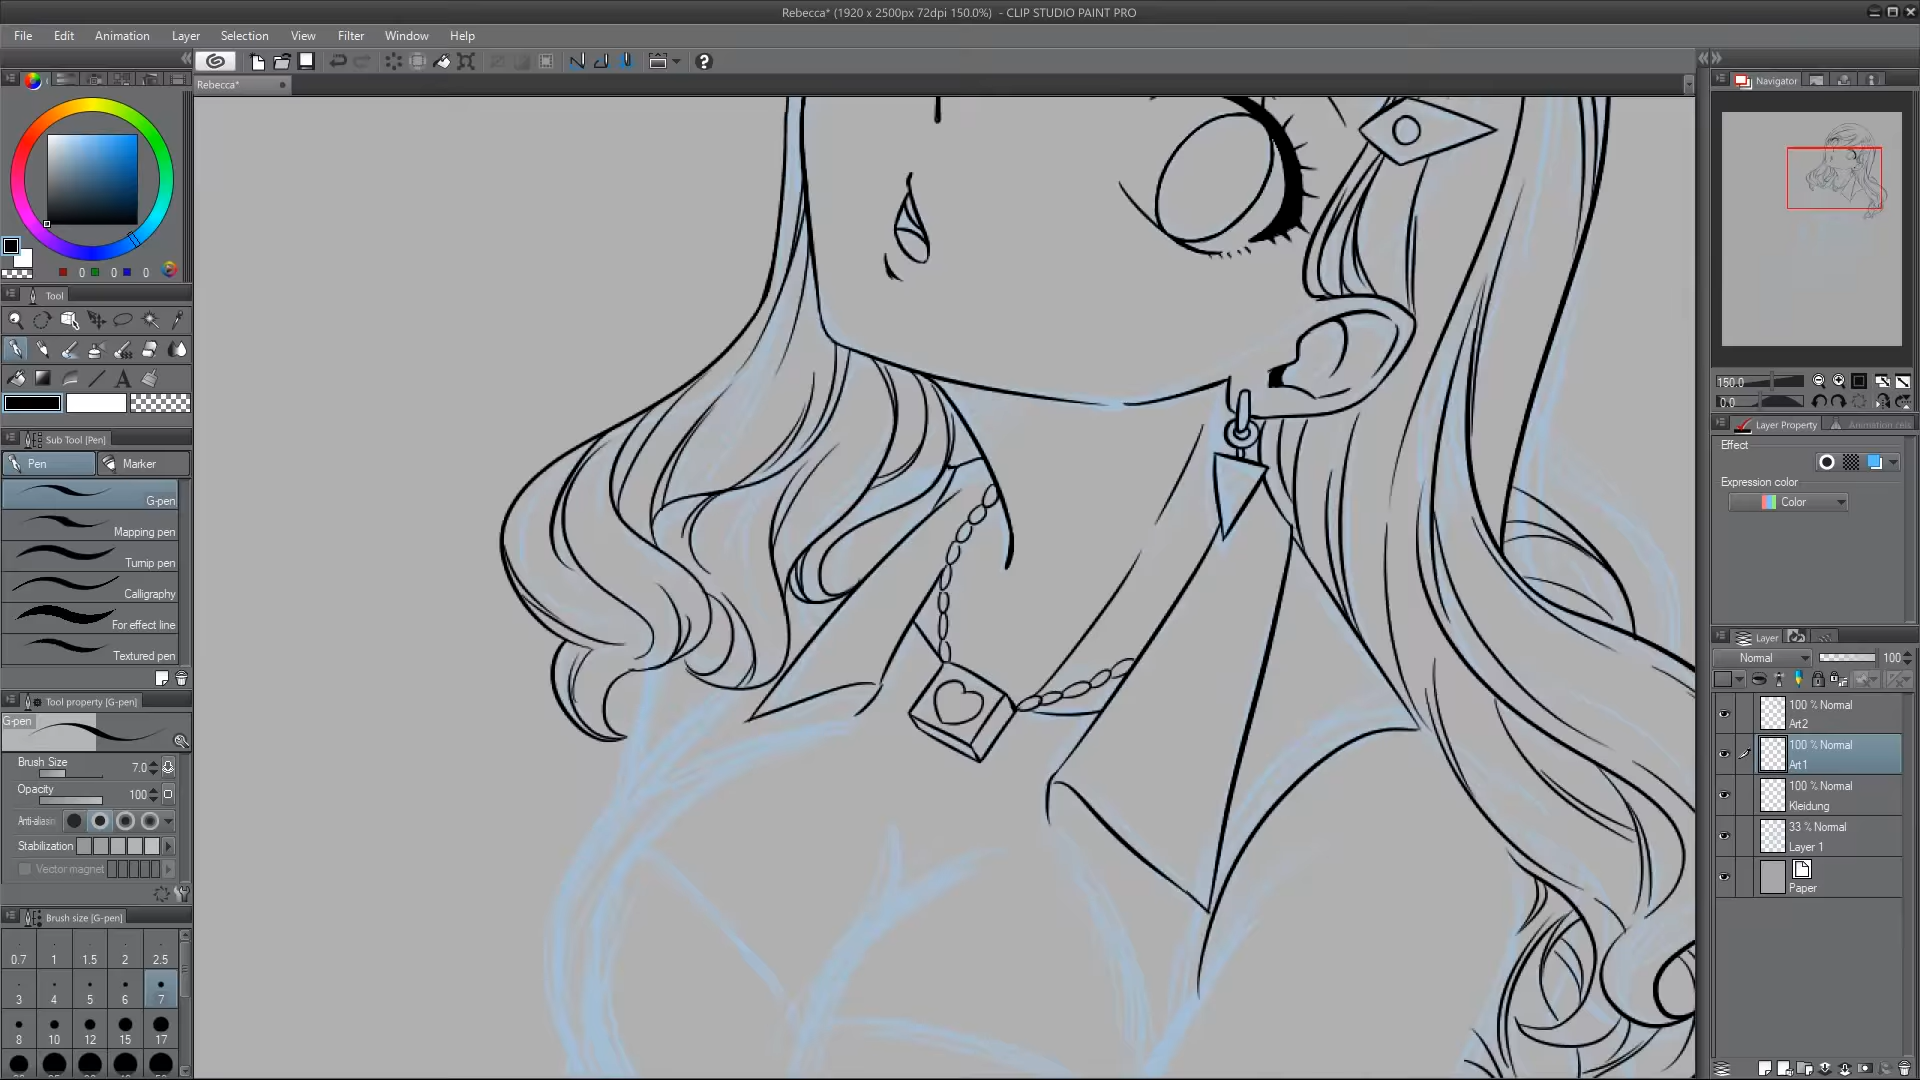 Rebecca* (1920 x 2500px 72dpi 150.0%) - CLIP STUDIO PAINT PRO
File Edit Animation Layer Selection View Filter Window Help
Rebecca*
Navigator
0 0 0
Tool
150.0
0.0
Layer Property
Effect
Expression color
Color
Sub Tool [Pen]
Pen Marker
G-pen
Mapping pen
Turnip pen
Calligraphy
For effect line
Textured pen
Tool property [G-pen]
G-pen
Brush Size 7.0
Opacity 100
Anti-aliasin
Stabilization
Vector magnet
Brush size [G-pen]
0.7 1 1.5 2 2.5
3 4 5 6 7
8 10 12 15 17
Layer
Normal 100
100 % Normal
Art2
100 % Normal
Art1
100 % Normal
Kleidung
33 % Normal
Layer 1
Paper